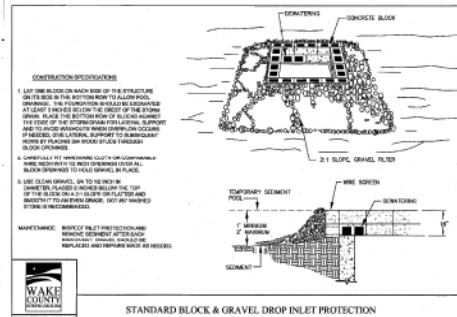 DEWATERING
CONCRETE BLOCK
CONSTRUCTION SPECIFICATIONS
1. LAY ONE BLOCK ON EACH SIDE OF THE STRUCTURE
ON ITS SIDE IN THE BOTTOM ROW TO ALLOW POOL
DRAINAGE. THE FOUNDATION SHOULD BE EXCAVATED
AT LEAST 2 INCHES BELOW THE CREST OF THE STORM
DRAIN. PLACE THE BOTTOM ROW OF BLOCKS AGAINST
THE EDGE OF THE STORM DRAIN FOR LATERAL SUPPORT
AND TO AVOID WASHOUTS WHEN OVERFLOW OCCURS.
IF NEEDED, GIVE LATERAL SUPPORT TO SUBSEQUENT
ROWS BY PLACING 2X4 WOOD STUDS THROUGH
BLOCK OPENINGS.
2. CAREFULLY FIT HARDWARE CLOTH OR COMPARABLE
WIRE MESH WITH 1/2 INCH OPENINGS OVER ALL
BLOCK OPENINGS TO HOLD GRAVEL IN PLACE.
3. USE CLEAN GRAVEL, 3/4 TO 1/2 INCH IN
DIAMETER, PLACED 2 INCHES BELOW THE TOP
OF THE BLOCK ON A 2:1 SLOPE OR FLATTER AND
SMOOTH IT TO AN EVEN GRADE. DOT #57 WASHED
STONE IS RECOMMENDED.
MAINTENANCE: INSPECT INLET PROTECTION AND
REMOVE SEDIMENT AFTER EACH
GRAVEL SHOULD BE
REPLACED AND REPAIRS MADE AS NEEDED.
2:1 SLOPE, GRAVEL FILTER
TEMPORARY SEDIMENT
POOL
WIRE SCREEN
DEWATERING
1' MINIMUM
2' MAXIMUM
SEDIMENT
WAKE
COUNTY
NORTH CAROLINA
STANDARD BLOCK & GRAVEL DROP INLET PROTECTION